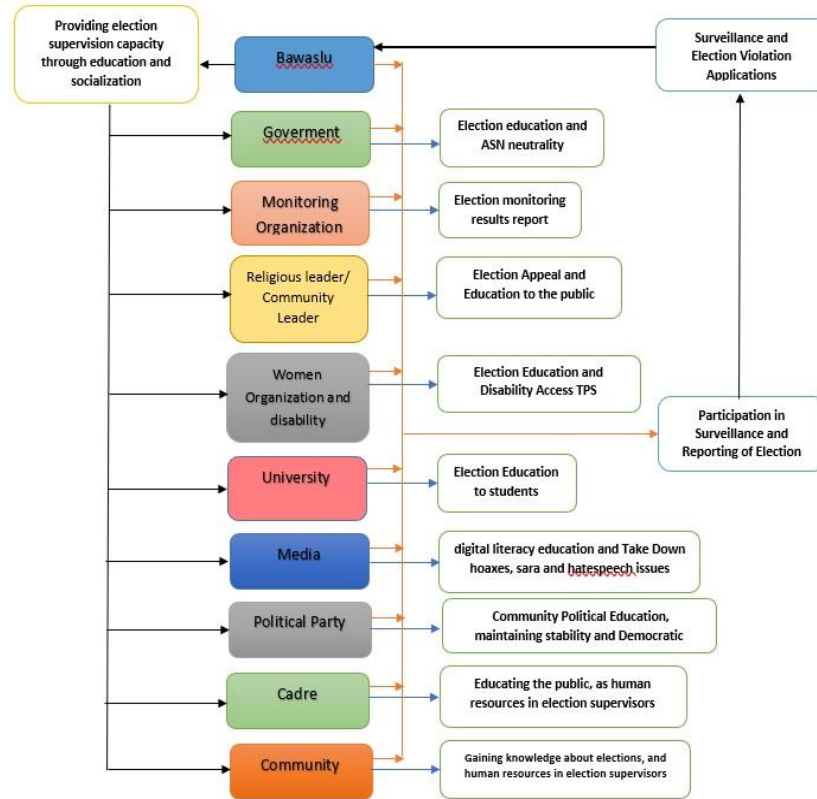 Providing election
supervision capacity
through education and
socialization
Bawaslu
Surveillance and
Election Violation
Applications
Goverment
Election education and
ASN neutrality
Monitoring
Organization
Election monitoring
results report
Religious leader/
Community
Leader
Election Appeal and
Education to the public
Women
Organization and
disability
Election Education and
Disability Access TPS
Participation in
Surveillance and
Reporting of Election
University
Election Education
to students
Media
digital literacy education and Take Down
hoaxes, sara and hatespeech issues
Political Party
Community Political Education,
maintaining stability and Democratic
Cadre
Educating the public, as human
resources in election supervisors
Community
Gaining knowledge about elections, and
human resources in election supervisors